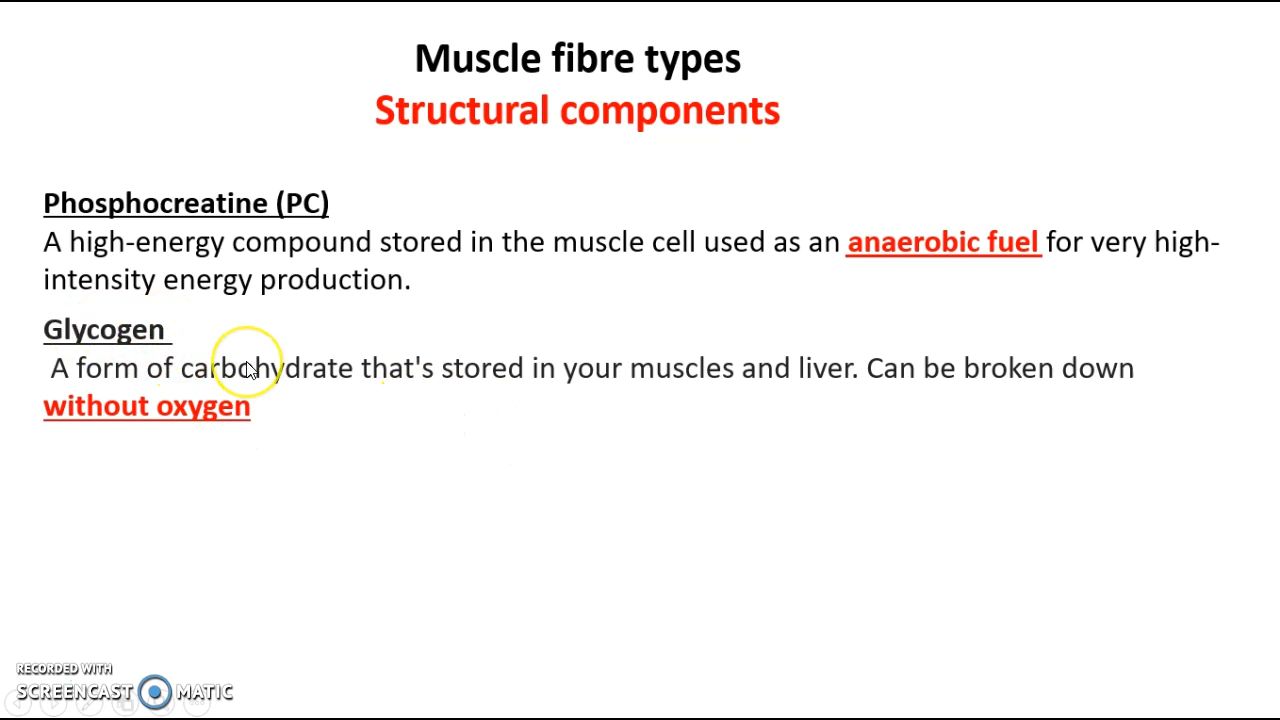 Muscle fibre types
Structural components
Phosphocreatine (PC)
A high-energy compound stored in the muscle cell used as an anaerobic fuel for very high-
intensity energy production.
Glycogen
A form of carbohydrate that's stored in your muscles and liver. Can be broken down
without oxygen
RECORDED WITH
SCREENCAST MATIC